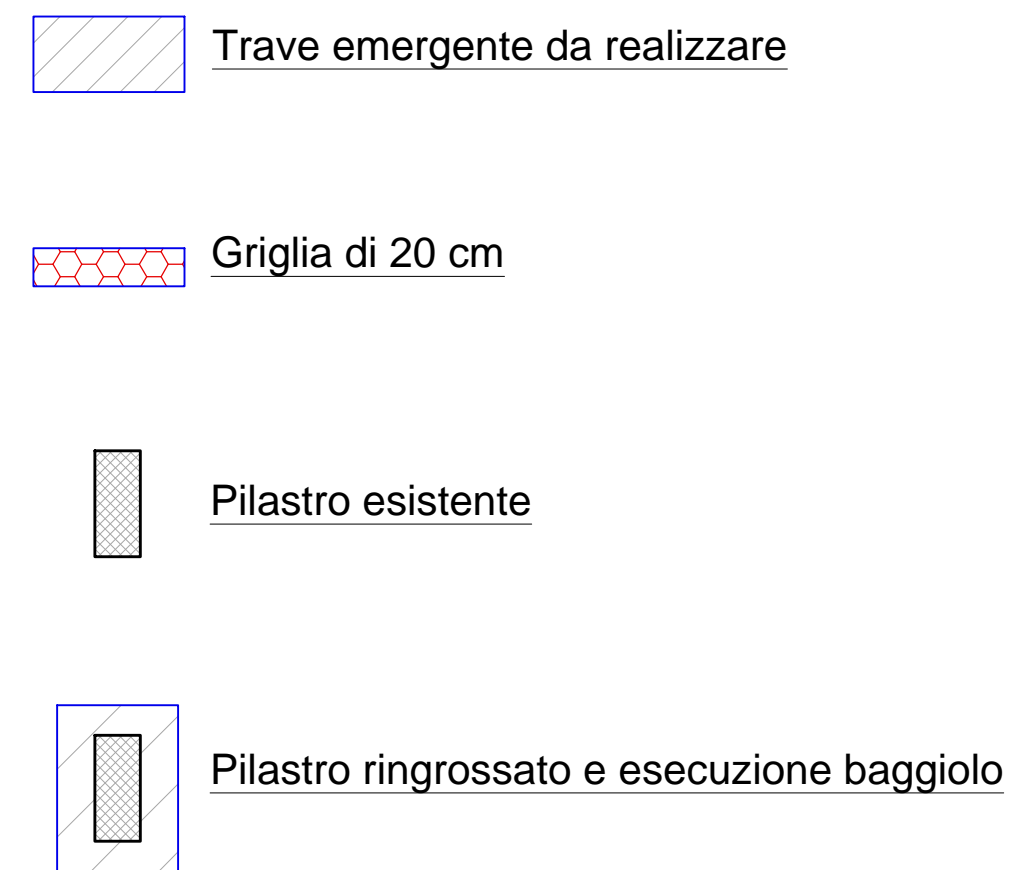 Trave emergente da realizzare
Griglia di 20 cm
Pilastro esistente
Pilastro ringrossato e esecuzione baggiolo